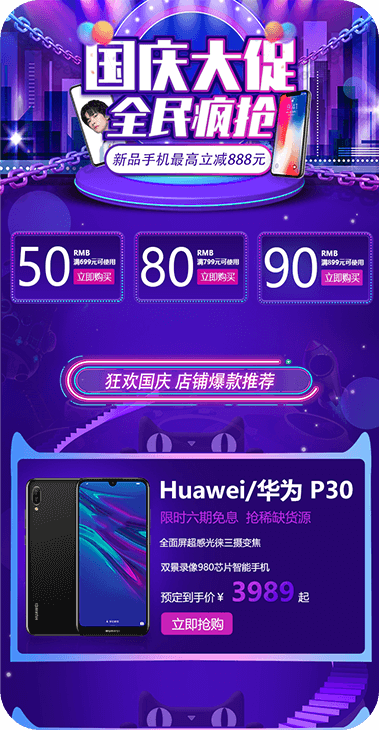 国庆大促
全民疯抢
新品手机最高立减888元
50 RMB
满699元可使用
立即购买
80 RMB
满799元可使用
立即购买
90 RMB
满899元可使用
立即购买
狂欢国庆 店铺爆款推荐
Huawei/华为 P30
限时六期免息 抢稀缺货源
全面屏超感光徕三摄变焦
双景录像980芯片智能手机
预定到手价￥ 3989 起
立即抢购
HUAWEI
HUAWEI